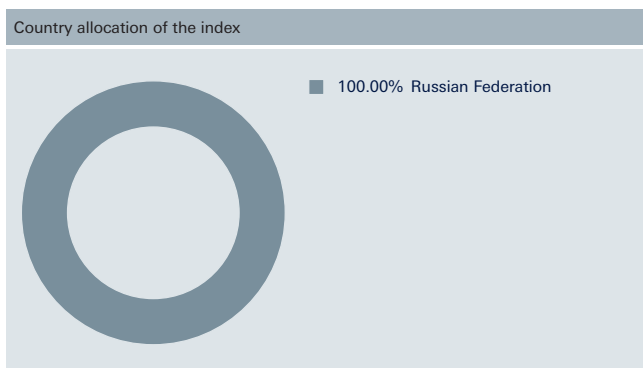 Country allocation of the index
100.00% Russian Federation